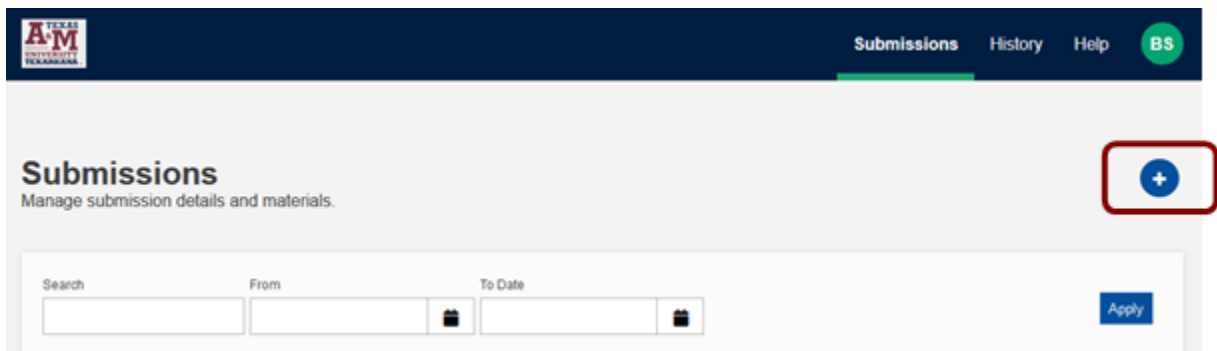 TEXAS
A&M
UNIVERSITY
TEXARKANA
Submissions History Help BS
Submissions
Manage submission details and materials.
Search From To Date
Apply